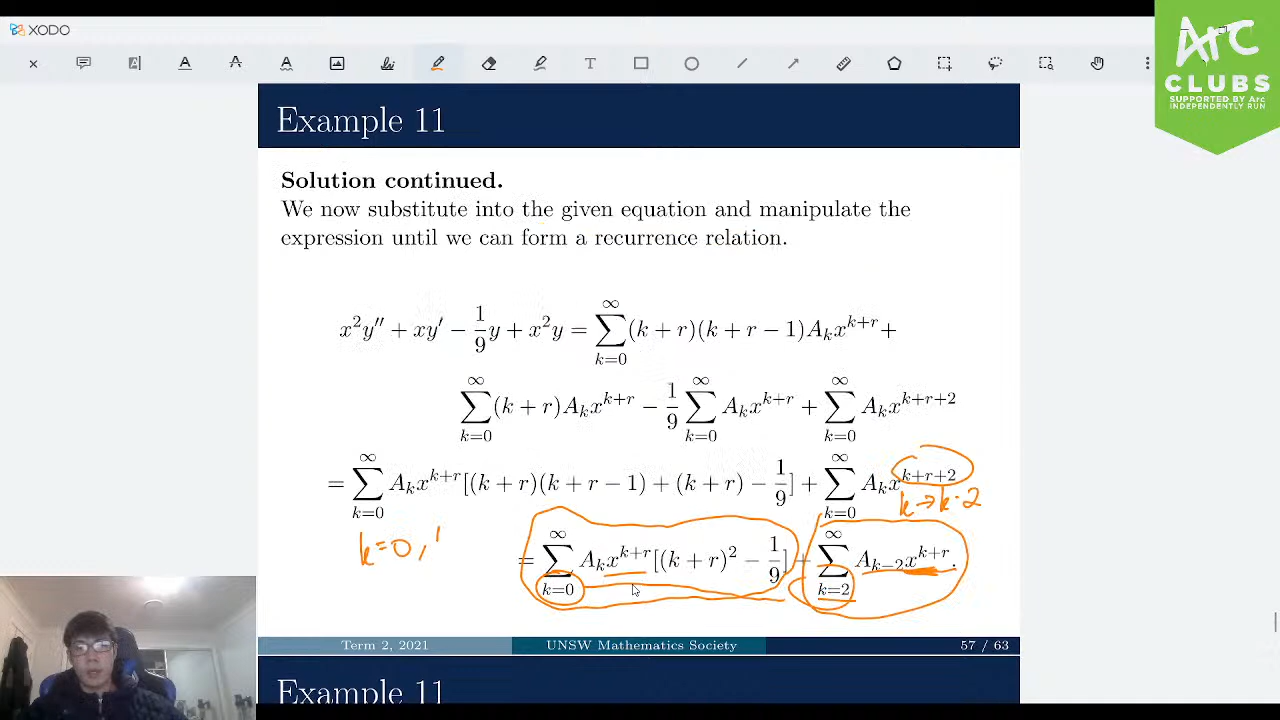 XODO
Arc
CLUBS
SUPPORTED BY Arc
INDEPENDENTLY RUN
Example 11
Solution continued.
We now substitute into the given equation and manipulate the
expression until we can form a recurrence relation.
x²y″ + xy′ − 1/9 y + x²y = ∑_{k=0}^{∞} (k + r)(k + r − 1)A_k x^{k+r} +
∑_{k=0}^{∞} (k + r)A_k x^{k+r} − 1/9 ∑_{k=0}^{∞} A_k x^{k+r} + ∑_{k=0}^{∞} A_k x^{k+r+2}
= ∑_{k=0}^{∞} A_k x^{k+r} [(k + r)(k + r − 1) + (k + r) − 1/9] + ∑_{k=0}^{∞} A_k x^{k+r+2}
k → k-2
k=0, 1
= ∑_{k=0}^{∞} A_k x^{k+r} [(k + r)² − 1/9] + ∑_{k=2}^{∞} A_{k−2} x^{k+r}.
Term 2, 2021
UNSW Mathematics Society
57 / 63
Example 11